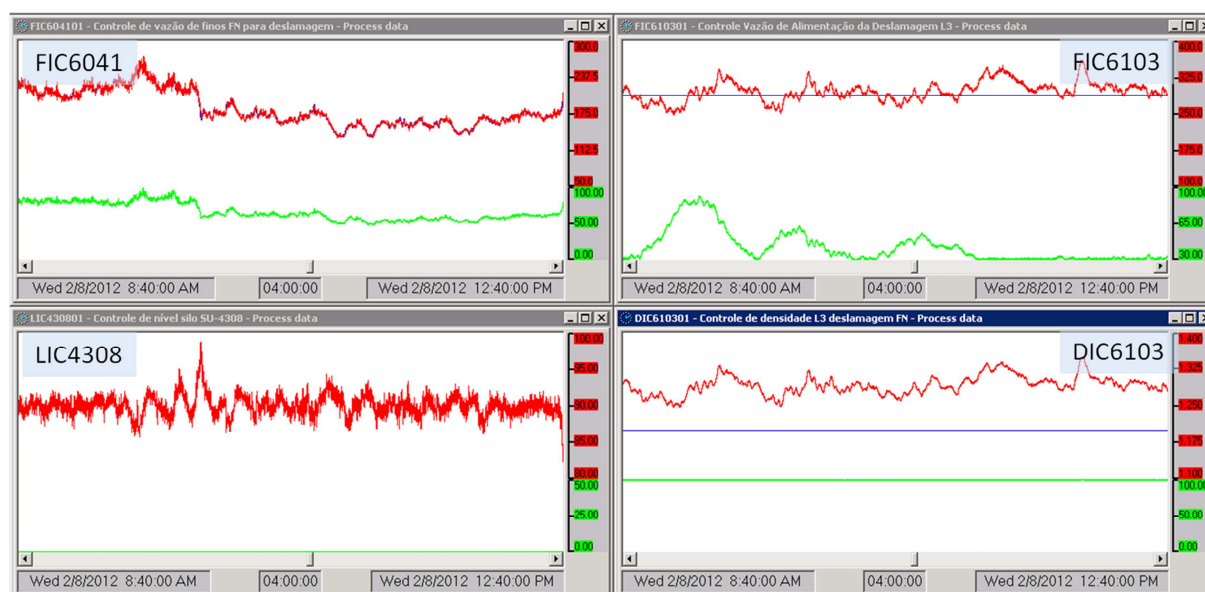 FIC604101 - Controle de vazão de finos FN para deslamagem - Process data
FIC6041
300.0
237.5
175.0
112.5
50.0
100.00
50.00
0.00
Wed 2/8/2012 8:40:00 AM
04:00:00
Wed 2/8/2012 12:40:00 PM
FIC610301 - Controle Vazão de Alimentação da Deslamagem L3 - Process data
FIC6103
400.0
325.0
250.0
175.0
100.0
100.00
65.00
30.00
Wed 2/8/2012 8:40:00 AM
04:00:00
Wed 2/8/2012 12:40:00 PM
LIC430801 - Controle de nível silo SU-4308 - Process data
LIC4308
100.00
95.00
90.00
85.00
80.00
50.00
25.00
0.00
Wed 2/8/2012 8:40:00 AM
04:00:00
Wed 2/8/2012 12:40:00 PM
DIC610301 - Controle de densidade L3 deslamagem FN - Process data
DIC6103
1.400
1.325
1.250
1.175
1.100
100.00
50.00
0.00
Wed 2/8/2012 8:40:00 AM
04:00:00
Wed 2/8/2012 12:40:00 PM